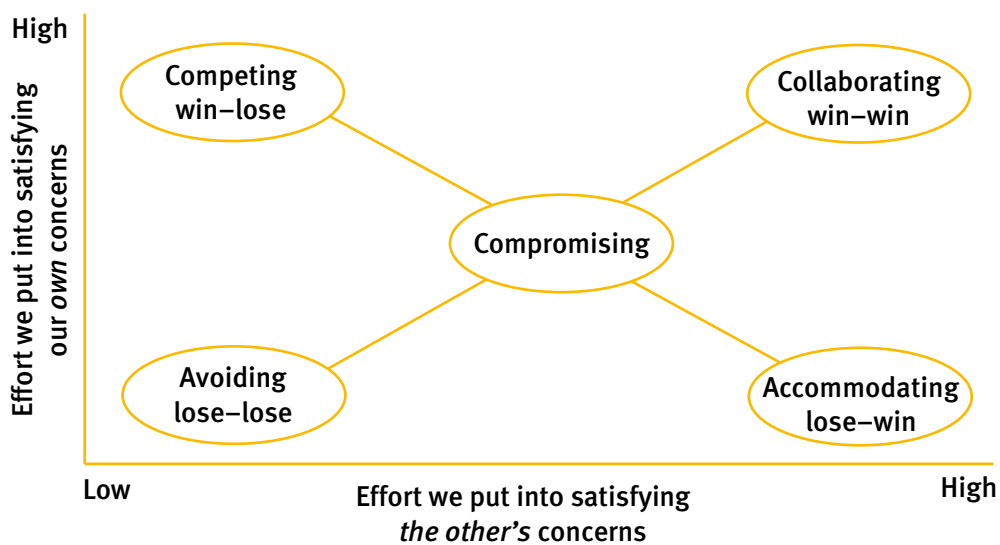 High
Effort we put into satisfying
our own concerns
Competing
win–lose
Collaborating
win–win
Compromising
Avoiding
lose–lose
Accommodating
lose–win
Low
Effort we put into satisfying
the other’s concerns
High